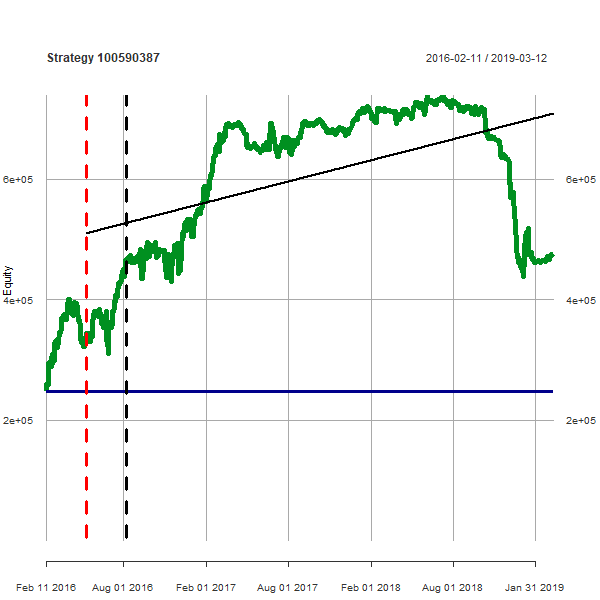 Strategy 100590387
2016-02-11 / 2019-03-12
6e+05
6e+05
Equity
4e+05
4e+05
2e+05
2e+05
Feb 11 2016
Aug 01 2016
Feb 01 2017
Aug 01 2017
Feb 01 2018
Aug 01 2018
Jan 31 2019